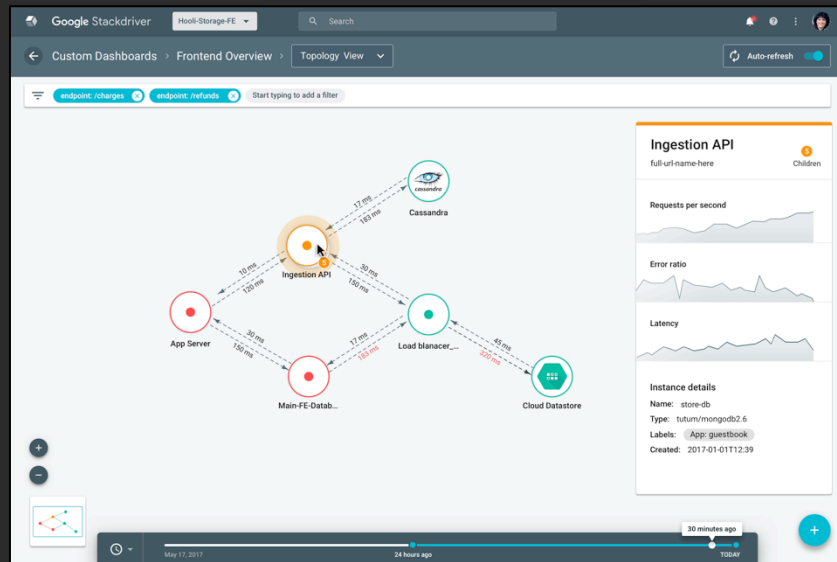 Google Stackdriver
Hooli-Storage-FE
Search
Custom Dashboards > Frontend Overview > Topology View
Auto-refresh
endpoint: /charges
endpoint: /refunds
Start typing to add a filter
cassandra
Cassandra
17 ms
183 ms
5
Ingestion API
10 ms
120 ms
30 ms
150 ms
App Server
30 ms
150 ms
17 ms
183 ms
Load blanacer_...
45 ms
320 ms
Main-FE-Datab...
Cloud Datastore
Ingestion API
full-url-name-here
5
Children
Requests per second
Error ratio
Latency
Instance details
Name: store-db
Type: tutum/mongodb2.6
Labels: App: guestbook
Created: 2017-01-01T12:39
+
−
30 minutes ago
May 17, 2017
24 hours ago
TODAY
+